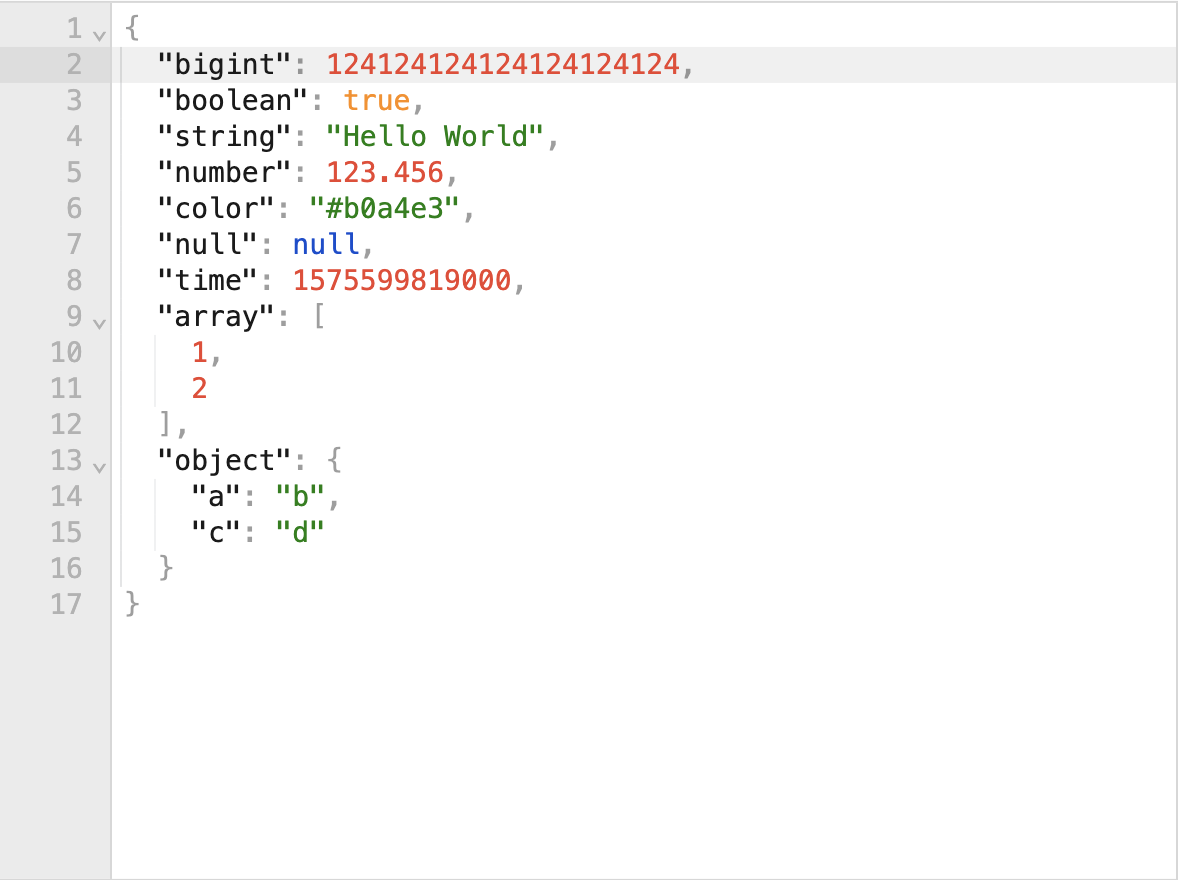 1 {
2   "bigint": 124124124124124124124,
3   "boolean": true,
4   "string": "Hello World",
5   "number": 123.456,
6   "color": "#b0a4e3",
7   "null": null,
8   "time": 1575599819000,
9   "array": [
10     1,
11     2
12   ],
13   "object": {
14     "a": "b",
15     "c": "d"
16   }
17 }